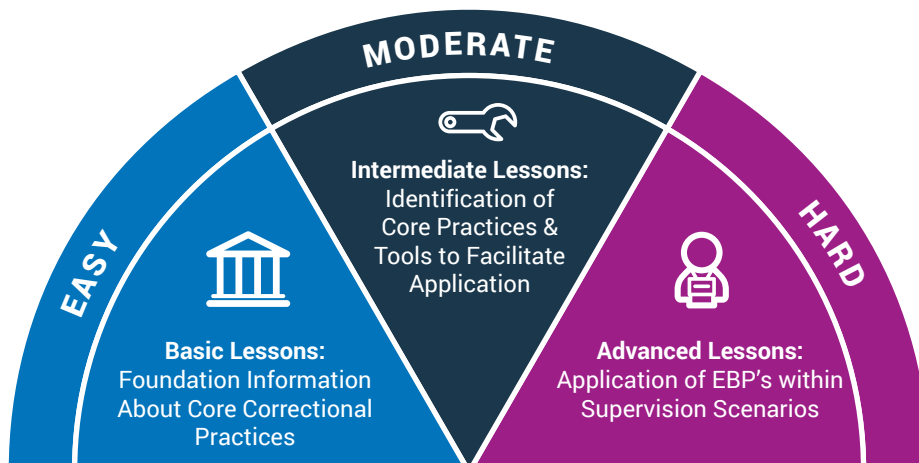 EASY
Basic Lessons:
Foundation Information
About Core Correctional
Practices
MODERATE
Intermediate Lessons:
Identification of
Core Practices &
Tools to Facilitate
Application
HARD
Advanced Lessons:
Application of EBP's within
Supervision Scenarios